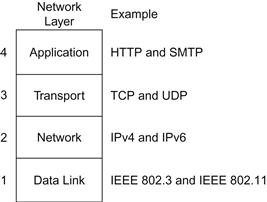 Network
Layer
Example
4 Application HTTP and SMTP
3 Transport TCP and UDP
2 Network IPv4 and IPv6
1 Data Link IEEE 802.3 and IEEE 802.11